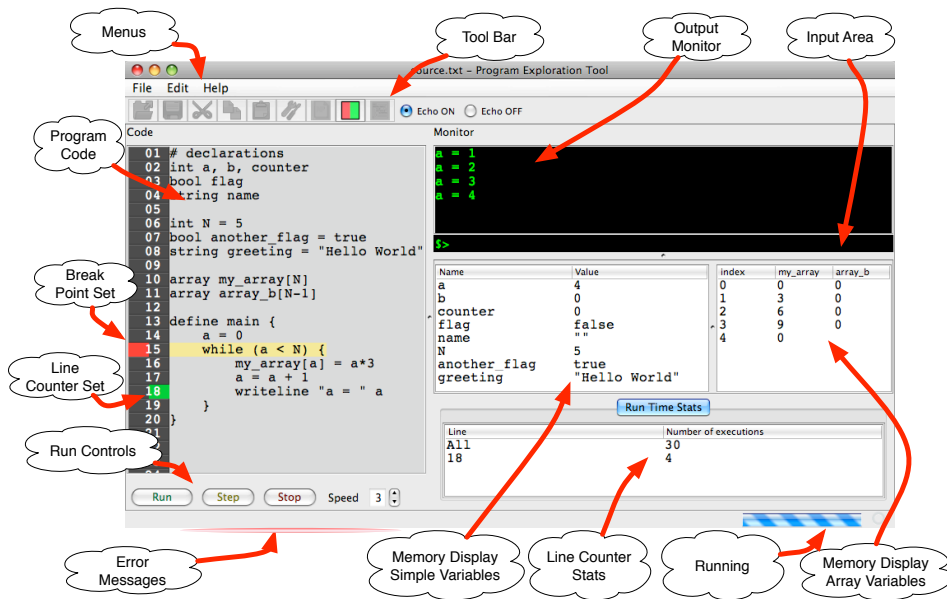 Menus
Tool Bar
Output
Monitor
Input Area
source.txt – Program Exploration Tool
File Edit Help
Echo ON Echo OFF
Program
Code
Break
Point Set
Line
Counter Set
Run Controls
Code
01 # declarations
02 int a, b, counter
03 bool flag
04 string name
05
06 int N = 5
07 bool another_flag = true
08 string greeting = "Hello World"
09
10 array my_array[N]
11 array array_b[N-1]
12
13 define main {
14 a = 0
15 while (a < N) {
16 my_array[a] = a*3
17 a = a + 1
18 writeline "a = " a
19 }
20 }
21
Run Step Stop Speed 3
Monitor
a = 1
a = 2
a = 3
a = 4
$>
Name Value
a 4
b 0
counter 0
flag false
name ""
N 5
another_flag true
greeting "Hello World"
index my_array array_b
0 0 0
1 3 0
2 6 0
3 9 0
4 0
Run Time Stats
Line Number of executions
All 30
18 4
Error
Messages
Memory Display
Simple Variables
Line Counter
Stats
Running
Memory Display
Array Variables